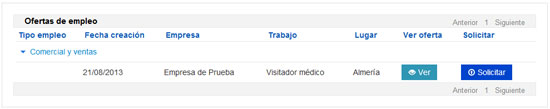 Ofertas de empleo
Anterior 1 Siguiente
Tipo empleo Fecha creación Empresa Trabajo Lugar Ver oferta Solicitar
Comercial y ventas
21/08/2013 Empresa de Prueba Visitador médico Almería Ver Solicitar
Anterior 1 Siguiente